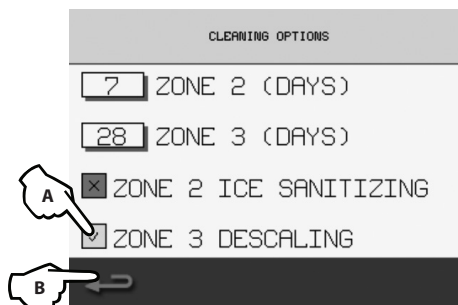 CLEANING OPTIONS
7 ZONE 2 (DAYS)
28 ZONE 3 (DAYS)
A
ZONE 2 ICE SANITIZING
ZONE 3 DESCALING
B